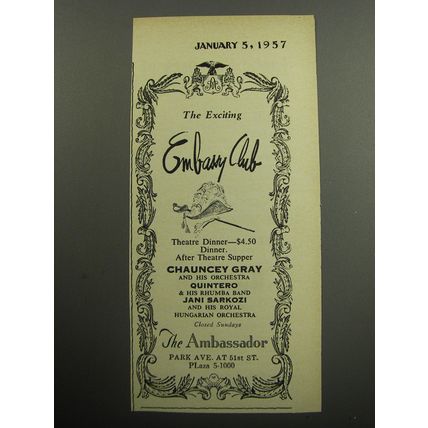 JANUARY 5, 1957
The Exciting
Embassy Club
Theatre Dinner—$4.50
Dinner.
After Theatre Supper
CHAUNCEY GRAY
AND HIS ORCHESTRA
QUINTERO
& HIS RHUMBA BAND
JANI SARKOZI
AND HIS ROYAL
HUNGARIAN ORCHESTRA
Closed Sundays
The Ambassador
PARK AVE. AT 51st ST.
PLaza 5-1000